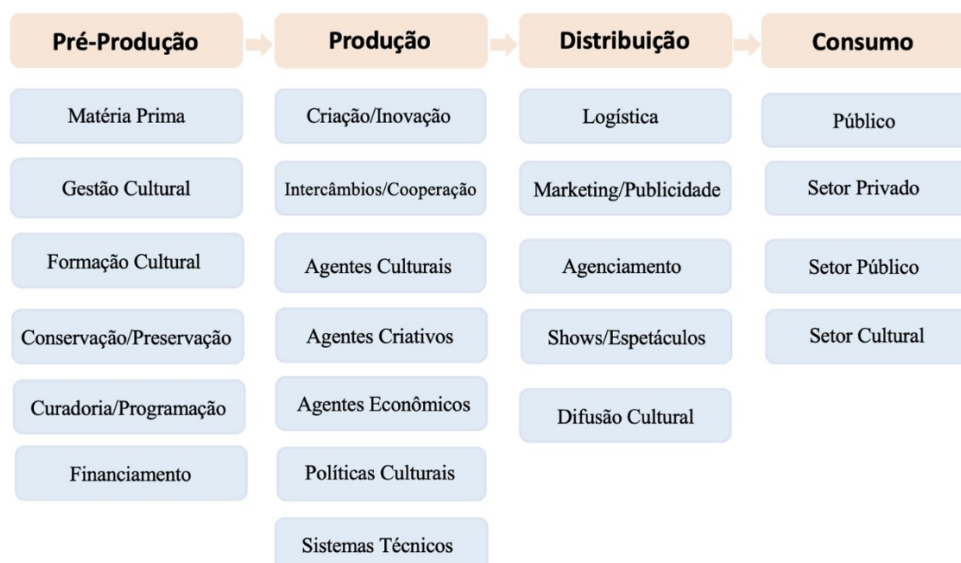 Pré-Produção
Produção
Distribuição
Consumo
Matéria Prima
Criação/Inovação
Logística
Público
Gestão Cultural
Intercâmbios/Cooperação
Marketing/Publicidade
Setor Privado
Formação Cultural
Agentes Culturais
Agenciamento
Setor Público
Conservação/Preservação
Agentes Criativos
Shows/Espetáculos
Setor Cultural
Curadoria/Programação
Agentes Econômicos
Difusão Cultural
Financiamento
Políticas Culturais
Sistemas Técnicos